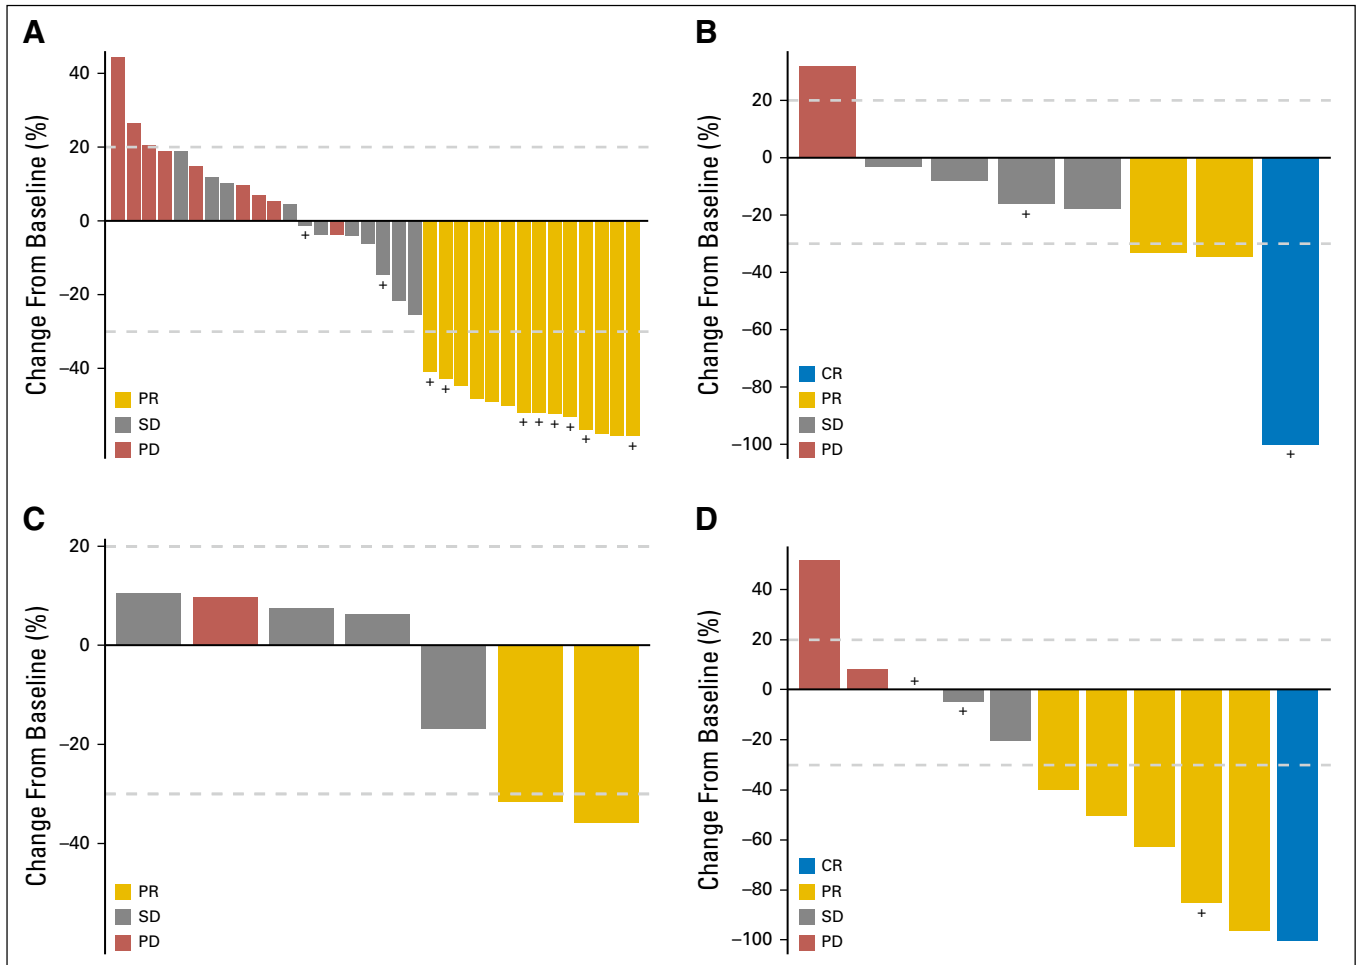 A
Change From Baseline (%)
40
20
0
–20
–40
+ + + + + + + + + +
PR
SD
PD
B
Change From Baseline (%)
20
0
–20
–40
–60
–80
–100
+ +
CR
PR
SD
PD
C
Change From Baseline (%)
20
0
–20
–40
PR
SD
PD
D
Change From Baseline (%)
40
20
0
–20
–40
–60
–80
–100
+ + +
CR
PR
SD
PD